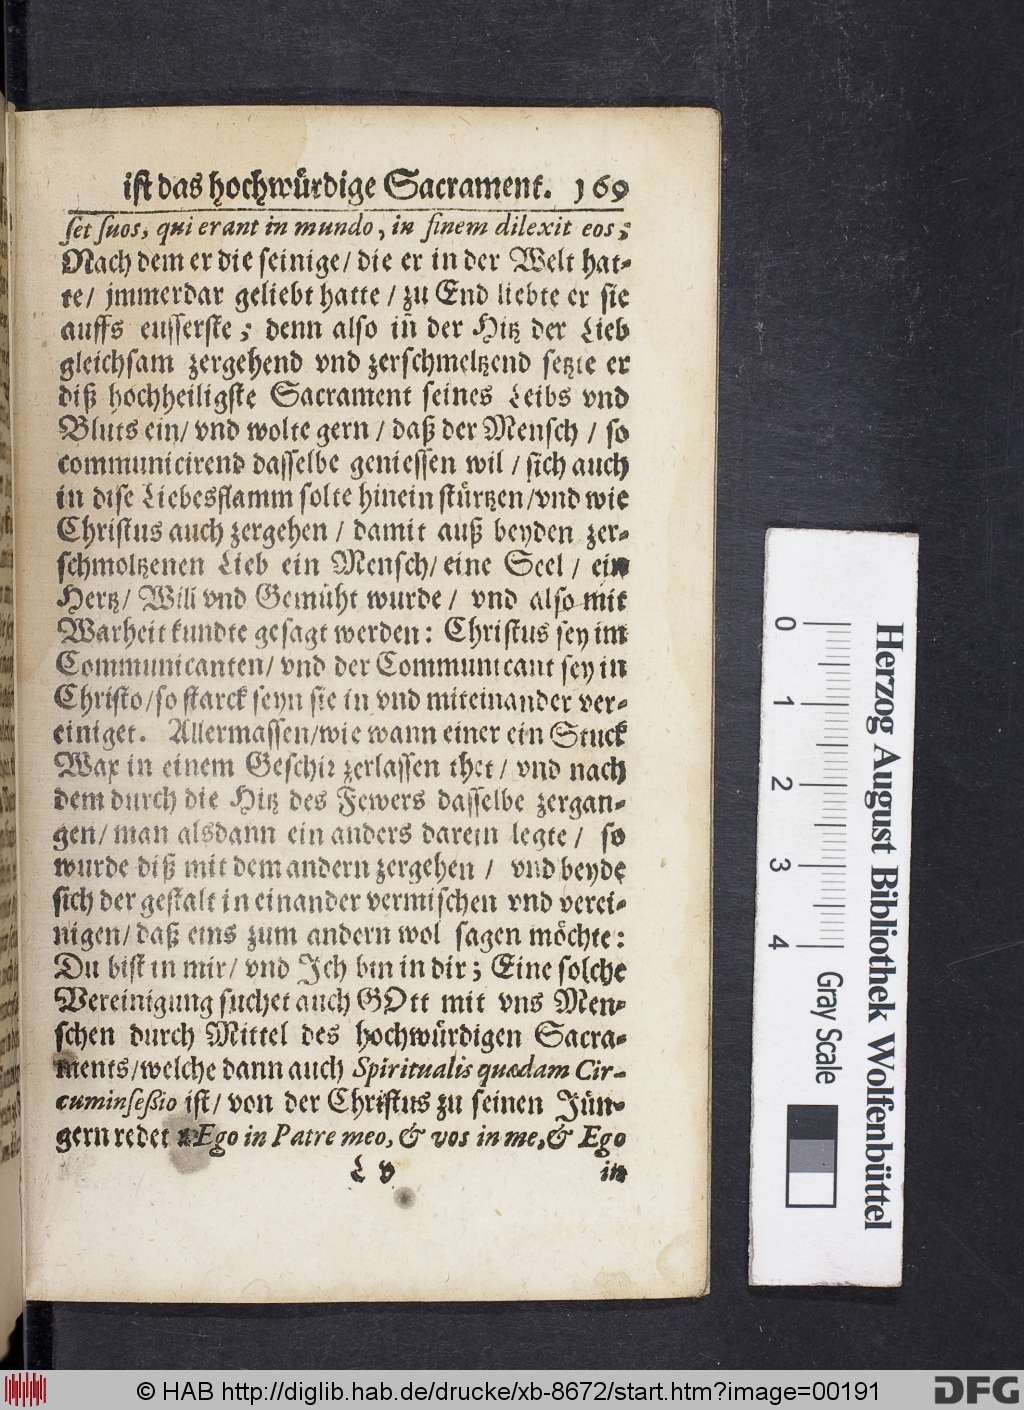 ist das hochwürdige Sacrament. 169
set suos, qui erant in mundo, in finem dilexit eos;
Nach dem er die seinige/ die er in der Welt hat-
te/ jmmerdar geliebt hatte / zu End liebte er sie
auffs eusserste; denn also in der Hitz der Lieb
gleichsam zergehend vnd zerschmeltzend setzte er
diß hochheiligste Sacrament seines Leibs vnd
Bluts ein/ vnd wolte gern / daß der Mensch / so
communicirend dasselbe geniessen wil / sich auch
in dise Liebesflamm solte hinein stürtzen/vnd wie
Christus auch zergehen / damit auß beyden zer-
schmoltzenen Lieb ein Mensch/ eine Seel / ein
Hertz/ Will vnd Gemüht wurde / vnd also mit
Warheit kundte gesagt werden: Christus sey im
Communicanten/ vnd der Communicant sey in
Christo/so starck seyn sie in vnd miteinander ver-
einiget. Allermassen/wie wann einer ein Stuck
Wax in einem Geschir zerlassen thet / vnd nach
dem durch die Hitz des Fewers dasselbe zergan-
gen/ man alsdann ein anders darein legte / so
wurde diß mit dem andern zergehen / vnd beyde
sich der gestalt in einander vermischen vnd verei-
nigen/ daß eins zum andern wol sagen möchte:
Du bist in mir/ vnd Ich bin in dir; Eine solche
Vereinigung suchet auch GOtt mit vns Men-
schen durch Mittel des hochwürdigen Sacra-
ments/welche dann auch Spiritualis quædam Cir-
cuminseßio ist/ von der Christus zu seinen Jün-
gern redet : Ego in Patre meo, & vos in me, & Ego
L v in
Herzog August Bibliothek Wolfenbüttel
0 1 2 3 4 Gray Scale
© HAB http://diglib.hab.de/drucke/xb-8672/start.htm?image=00191
DFG